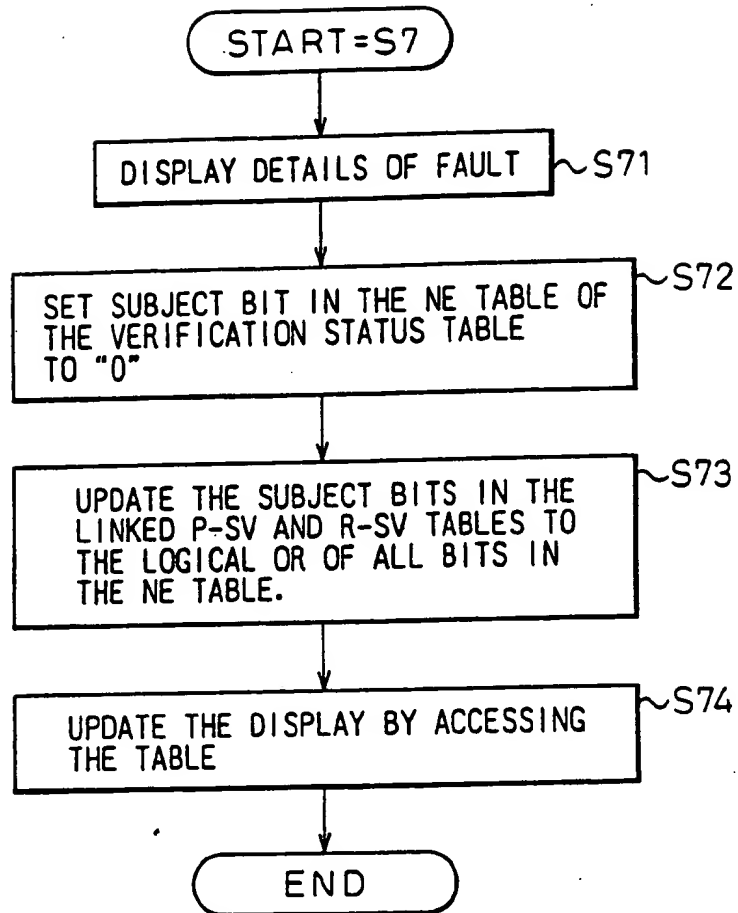 START=S7
DISPLAY DETAILS OF FAULT
~S71
SET SUBJECT BIT IN THE NE TABLE OF
THE VERIFICATION STATUS TABLE
TO "0"
~S72
UPDATE THE SUBJECT BITS IN THE
LINKED P-SV AND R-SV TABLES TO
THE LOGICAL OR OF ALL BITS IN
THE NE TABLE.
~S73
UPDATE THE DISPLAY BY ACCESSING
THE TABLE
~S74
END